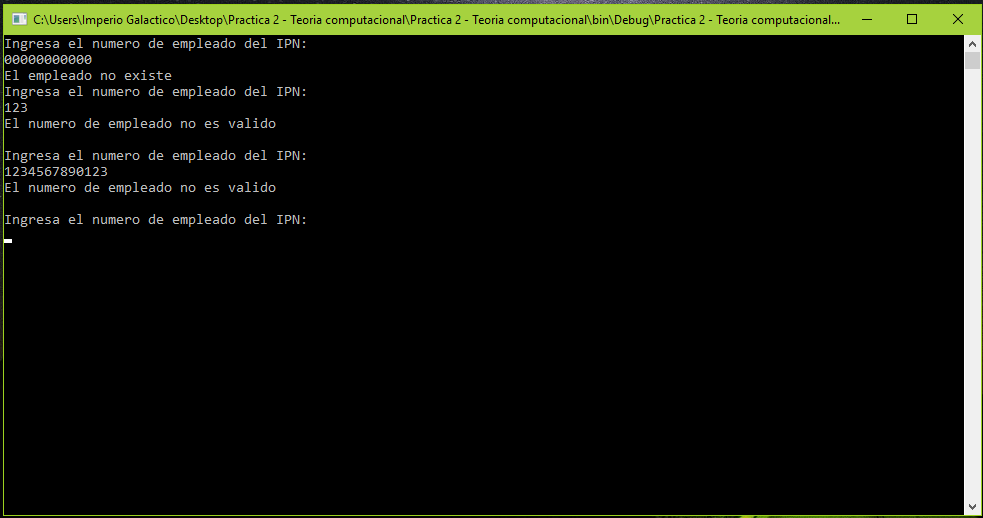 C:\Users\Imperio Galactico\Desktop\Practica 2 - Teoria computacional\Practica 2 - Teoria computacional\bin\Debug\Practica 2 - Teoria computacional...
Ingresa el numero de empleado del IPN:
00000000000
El empleado no existe
Ingresa el numero de empleado del IPN:
123
El numero de empleado no es valido
Ingresa el numero de empleado del IPN:
1234567890123
El numero de empleado no es valido
Ingresa el numero de empleado del IPN: